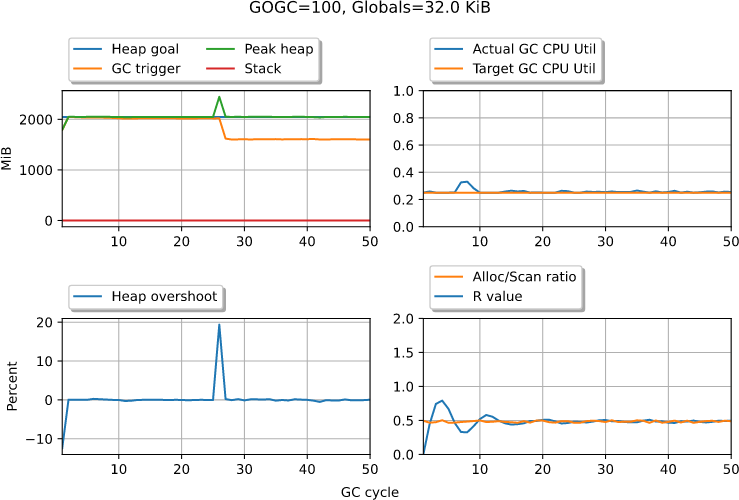 GOGC=100, Globals=32.0 KiB
Heap goal
GC trigger
Peak heap
Stack
MiB
2000
1000
0
10 20 30 40 50
Actual GC CPU Util
Target GC CPU Util
1.0
0.8
0.6
0.4
0.2
0.0
10 20 30 40 50
Heap overshoot
Percent
20
10
0
−10
10 20 30 40 50
Alloc/Scan ratio
R value
2.0
1.5
1.0
0.5
0.0
10 20 30 40 50
GC cycle